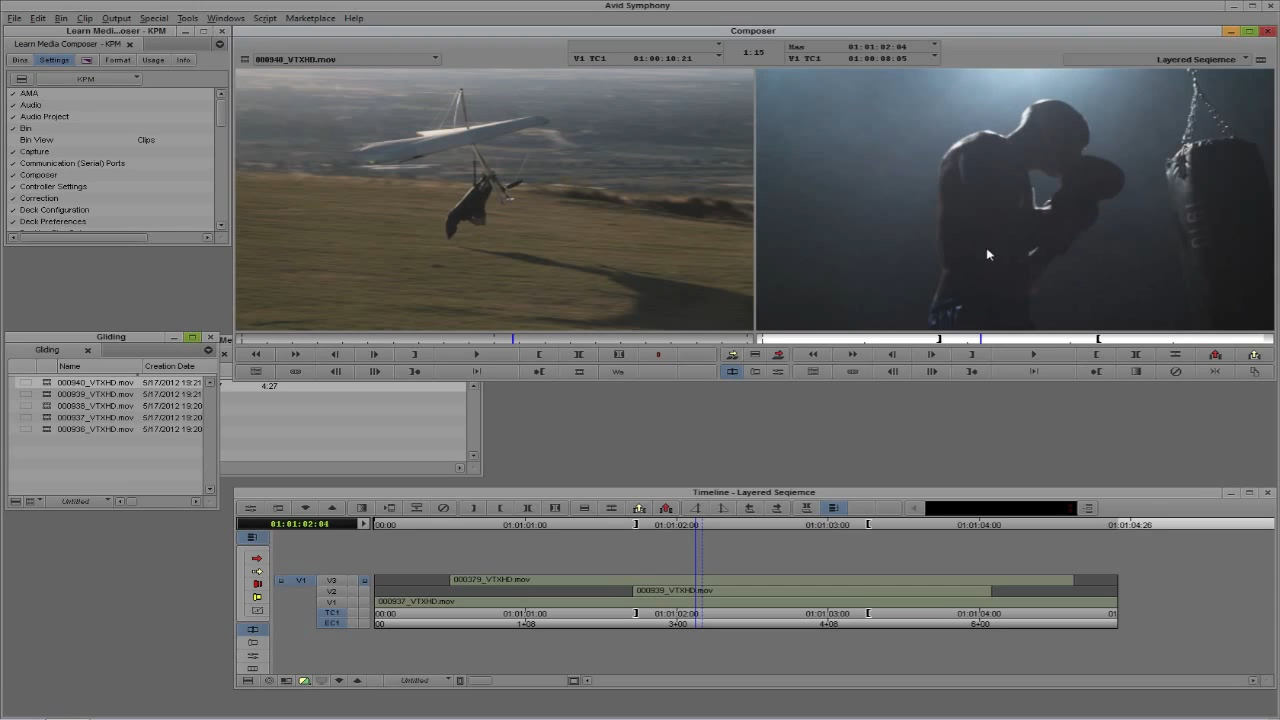 Avid Symphony
File Edit Bin Clip Output Special Tools Windows Script Marketplace Help
Learn Medi...oser - KPM
Composer
Learn Media Composer - KPM
Bins Settings Format Usage Info
KPM
000940_VTXHD.mov
V1 TC1 01:00:10:21
1:15
Mas 01:01:02:04
V1 TC1 01:00:08:05
Layered Seqiemce
AMA
Audio
Audio Project
Bin
Bin View Clips
Capture
Communication (Serial) Ports
Composer
Controller Settings
Correction
Deck Configuration
Deck Preferences
Gliding
Gliding
Name Creation Date
000940_VTXHD.mov 5/17/2012 19:21
000939_VTXHD.mov 5/17/2012 19:21
000938_VTXHD.mov 5/17/2012 19:20
000937_VTXHD.mov 5/17/2012 19:20
000936_VTXHD.mov 5/17/2012 19:20
Untitled
4:27
Timeline - Layered Seqiemce
01:01:02:04
00:00 01:01:01:00 01:01:02:00 01:01:03:00 01:01:04:00 01:01:04:26
V1 V3 000379_VTXHD.mov
V2 000939_VTXHD.mov
V1 000937_VTXHD.mov
TC1 00:00 01:01:01:00 01:01:02:00 01:01:03:00 01:01:04:00 01
EC1 00 1+08 3+00 4+08 6+00
Untitled